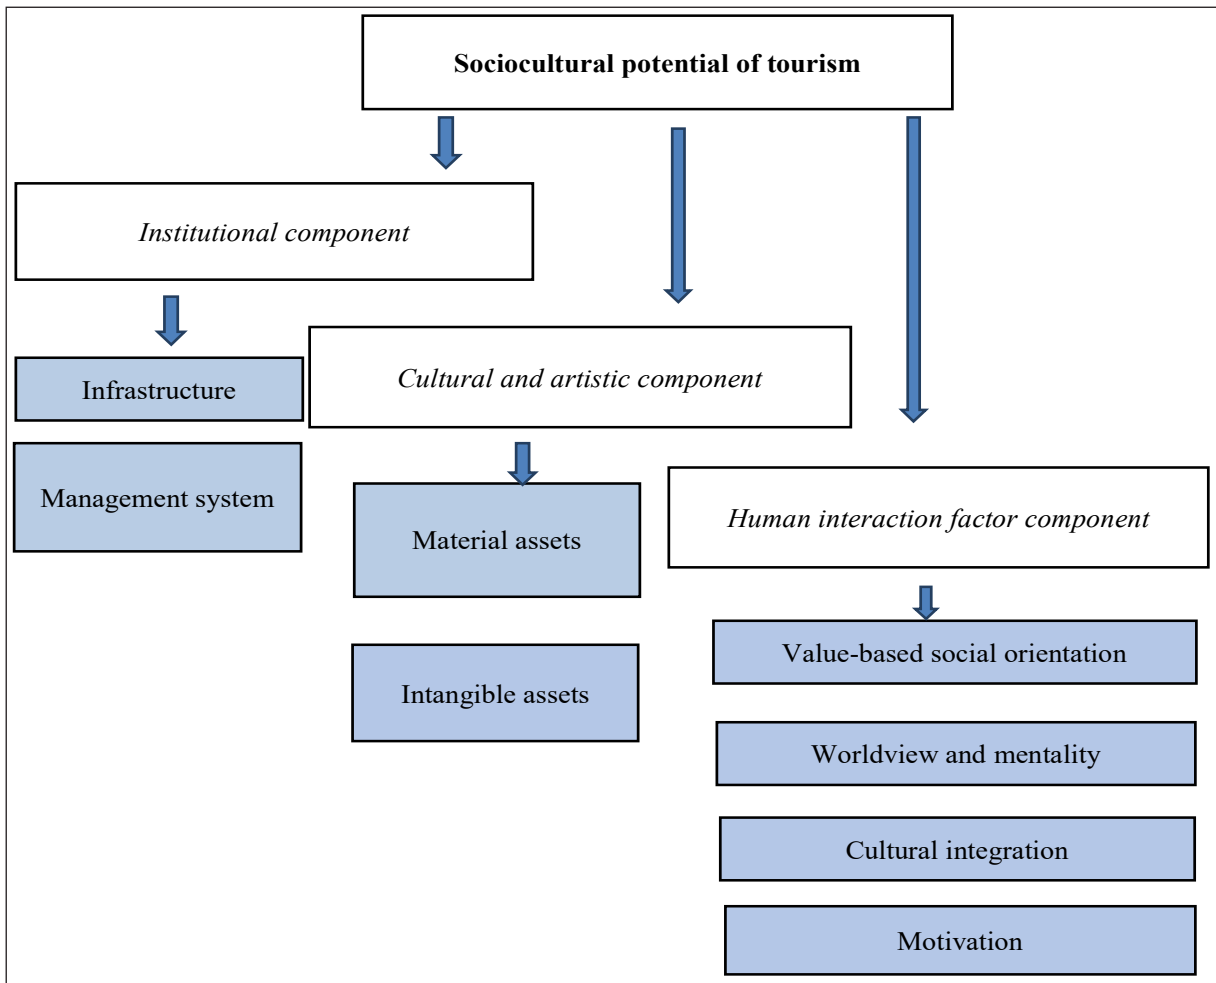 Sociocultural potential of tourism
Institutional component
Infrastructure
Management system
Cultural and artistic component
Material assets
Intangible assets
Human interaction factor component
Value-based social orientation
Worldview and mentality
Cultural integration
Motivation